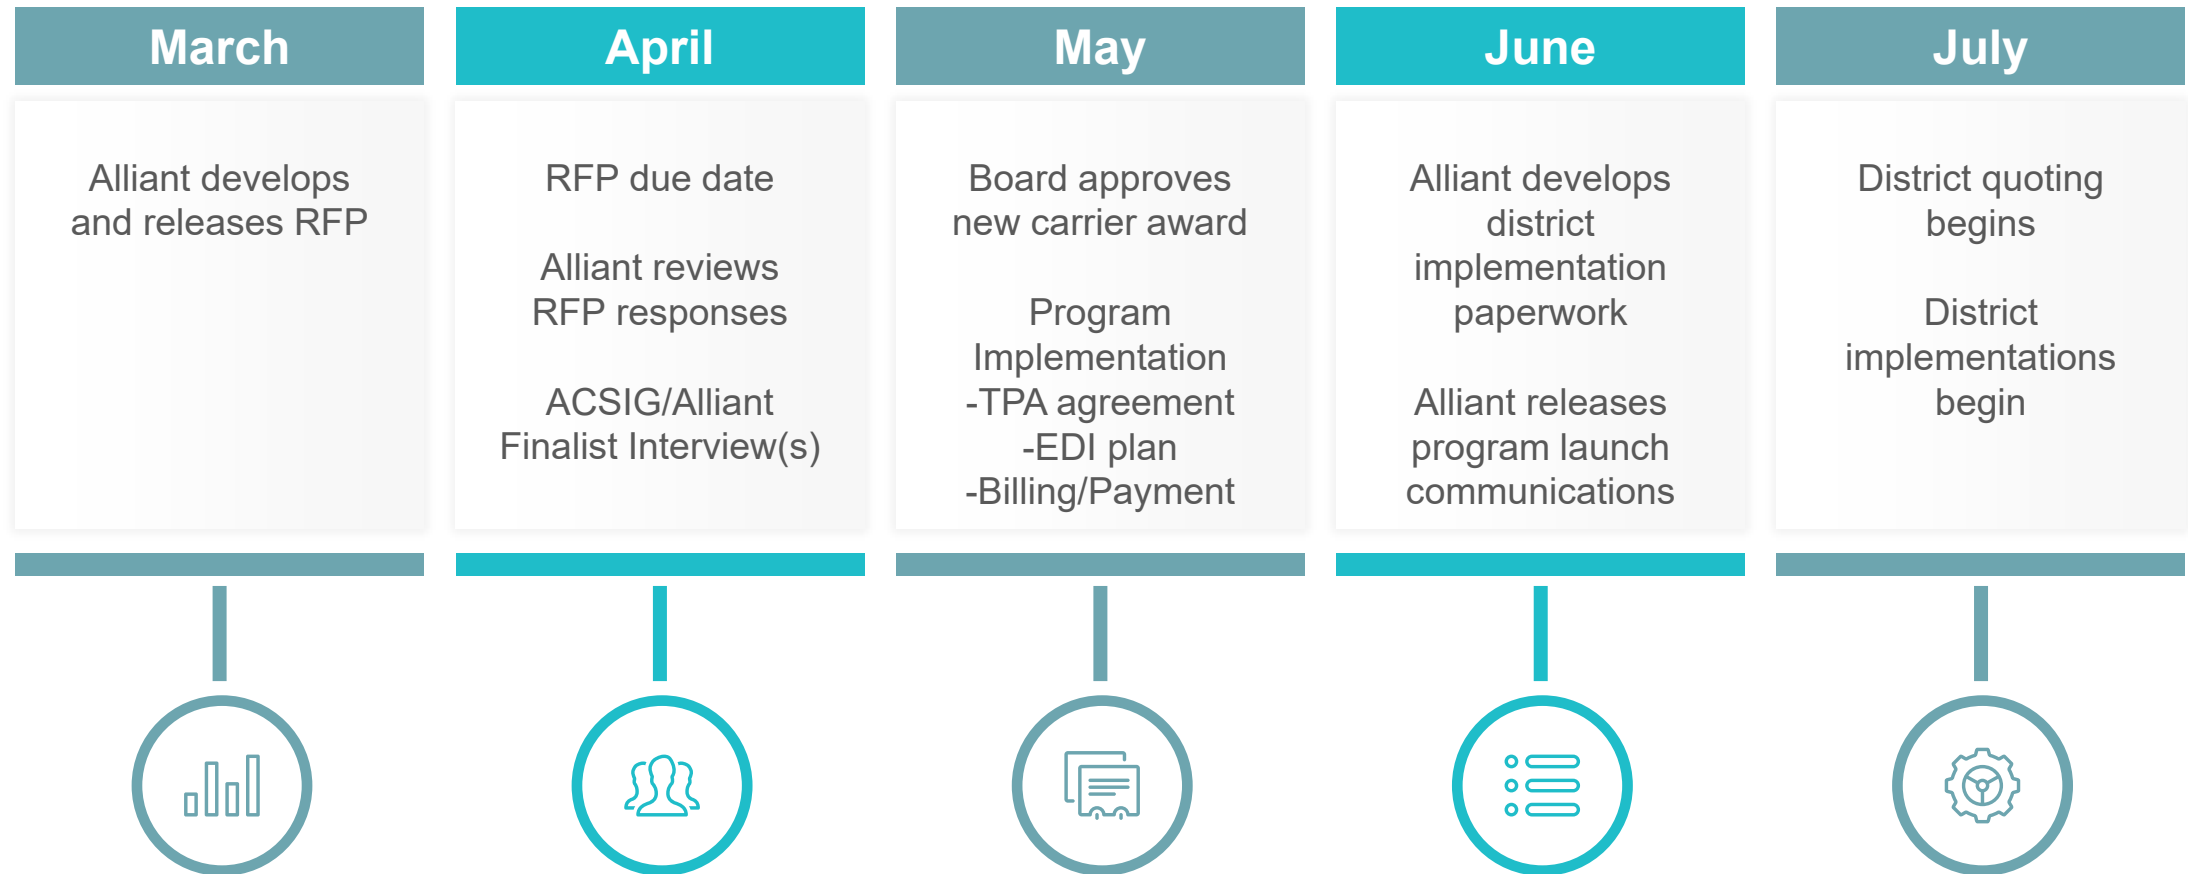 March
Alliant develops
and releases RFP
April
RFP due date
Alliant reviews
RFP responses
ACSIG/Alliant
Finalist Interview(s)
May
Board approves
new carrier award
Program
Implementation
-TPA agreement
-EDI plan
-Billing/Payment
June
Alliant develops
district
implementation
paperwork
Alliant releases
program launch
communications
July
District quoting
begins
District
implementations
begin